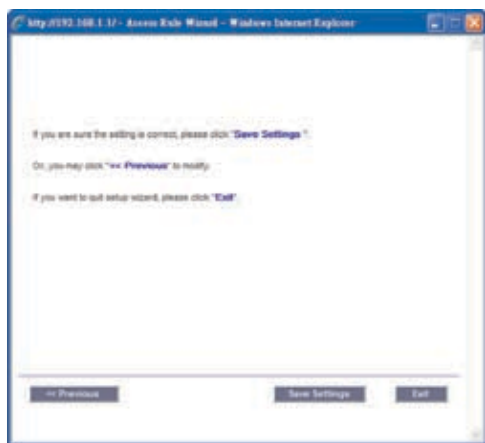 http://192.168.1.1/ - Access Rule Wizard - Windows Internet Explorer
If you are sure the setting is correct, please click "Save Settings ".
Or, you may click "<< Previous" to modify.
If you want to quit setup wizard, please click "Exit".
<< Previous
Save Settings
Exit